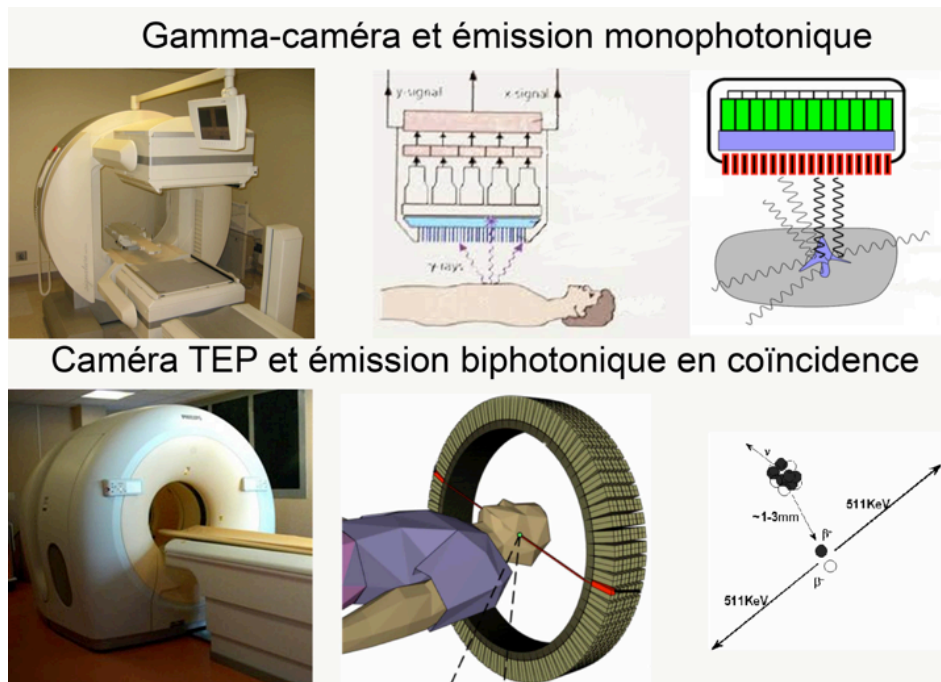 Gamma-caméra et émission monophotonique
y-signal
x-signal
γ-rays
Caméra TEP et émission biphotonique en coïncidence
PHILIPS
ν
511KeV
~1-3mm
β⁺
β⁻
511KeV